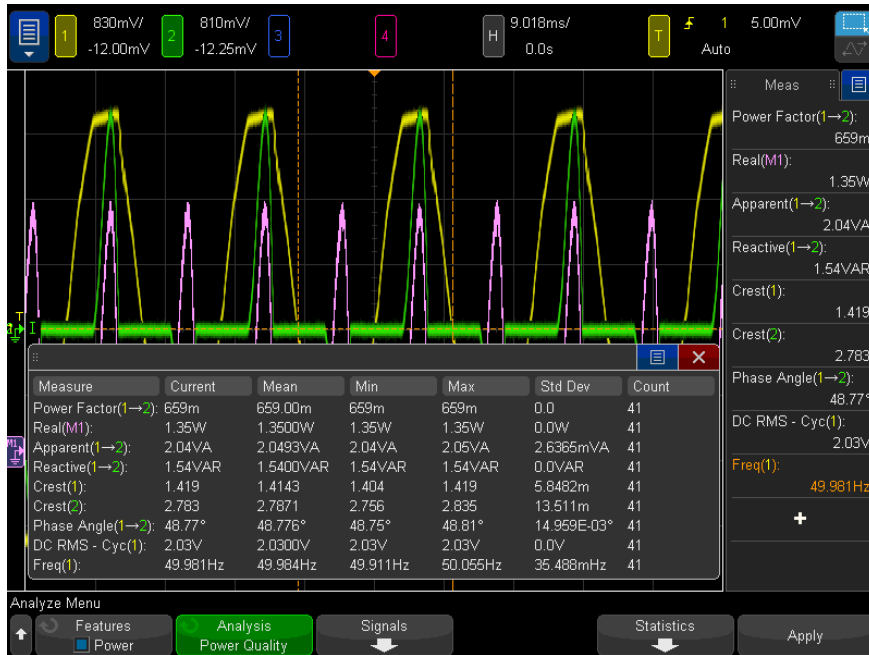 830mV/ 810mV/ 9.018ms/ 1 5.00mV
1 2 3 4 H T
-12.00mV -12.25mV 0.0s Auto
Meas
Power Factor(1→2):
659m
Real(M1):
1.35W
Apparent(1→2):
2.04VA
Reactive(1→2):
1.54VAR
Crest(1):
1.419
Crest(2):
2.783
Phase Angle(1→2):
48.77°
DC RMS - Cyc(1):
2.03V
Freq(1):
49.981Hz
+
T
M1
Measure Current Mean Min Max Std Dev Count
Power Factor(1→2): 659m 659.00m 659m 659m 0.0 41
Real(M1): 1.35W 1.3500W 1.35W 1.35W 0.0W 41
Apparent(1→2): 2.04VA 2.0493VA 2.04VA 2.05VA 2.6365mVA 41
Reactive(1→2): 1.54VAR 1.5400VAR 1.54VAR 1.54VAR 0.0VAR 41
Crest(1): 1.419 1.4143 1.404 1.419 5.8482m 41
Crest(2): 2.783 2.7871 2.756 2.835 13.511m 41
Phase Angle(1→2): 48.77° 48.776° 48.75° 48.81° 14.959E-03° 41
DC RMS - Cyc(1): 2.03V 2.0300V 2.03V 2.03V 0.0V 41
Freq(1): 49.981Hz 49.984Hz 49.911Hz 50.055Hz 35.488mHz 41
Analyze Menu
Features
Power
Analysis
Power Quality
Signals
Statistics
Apply